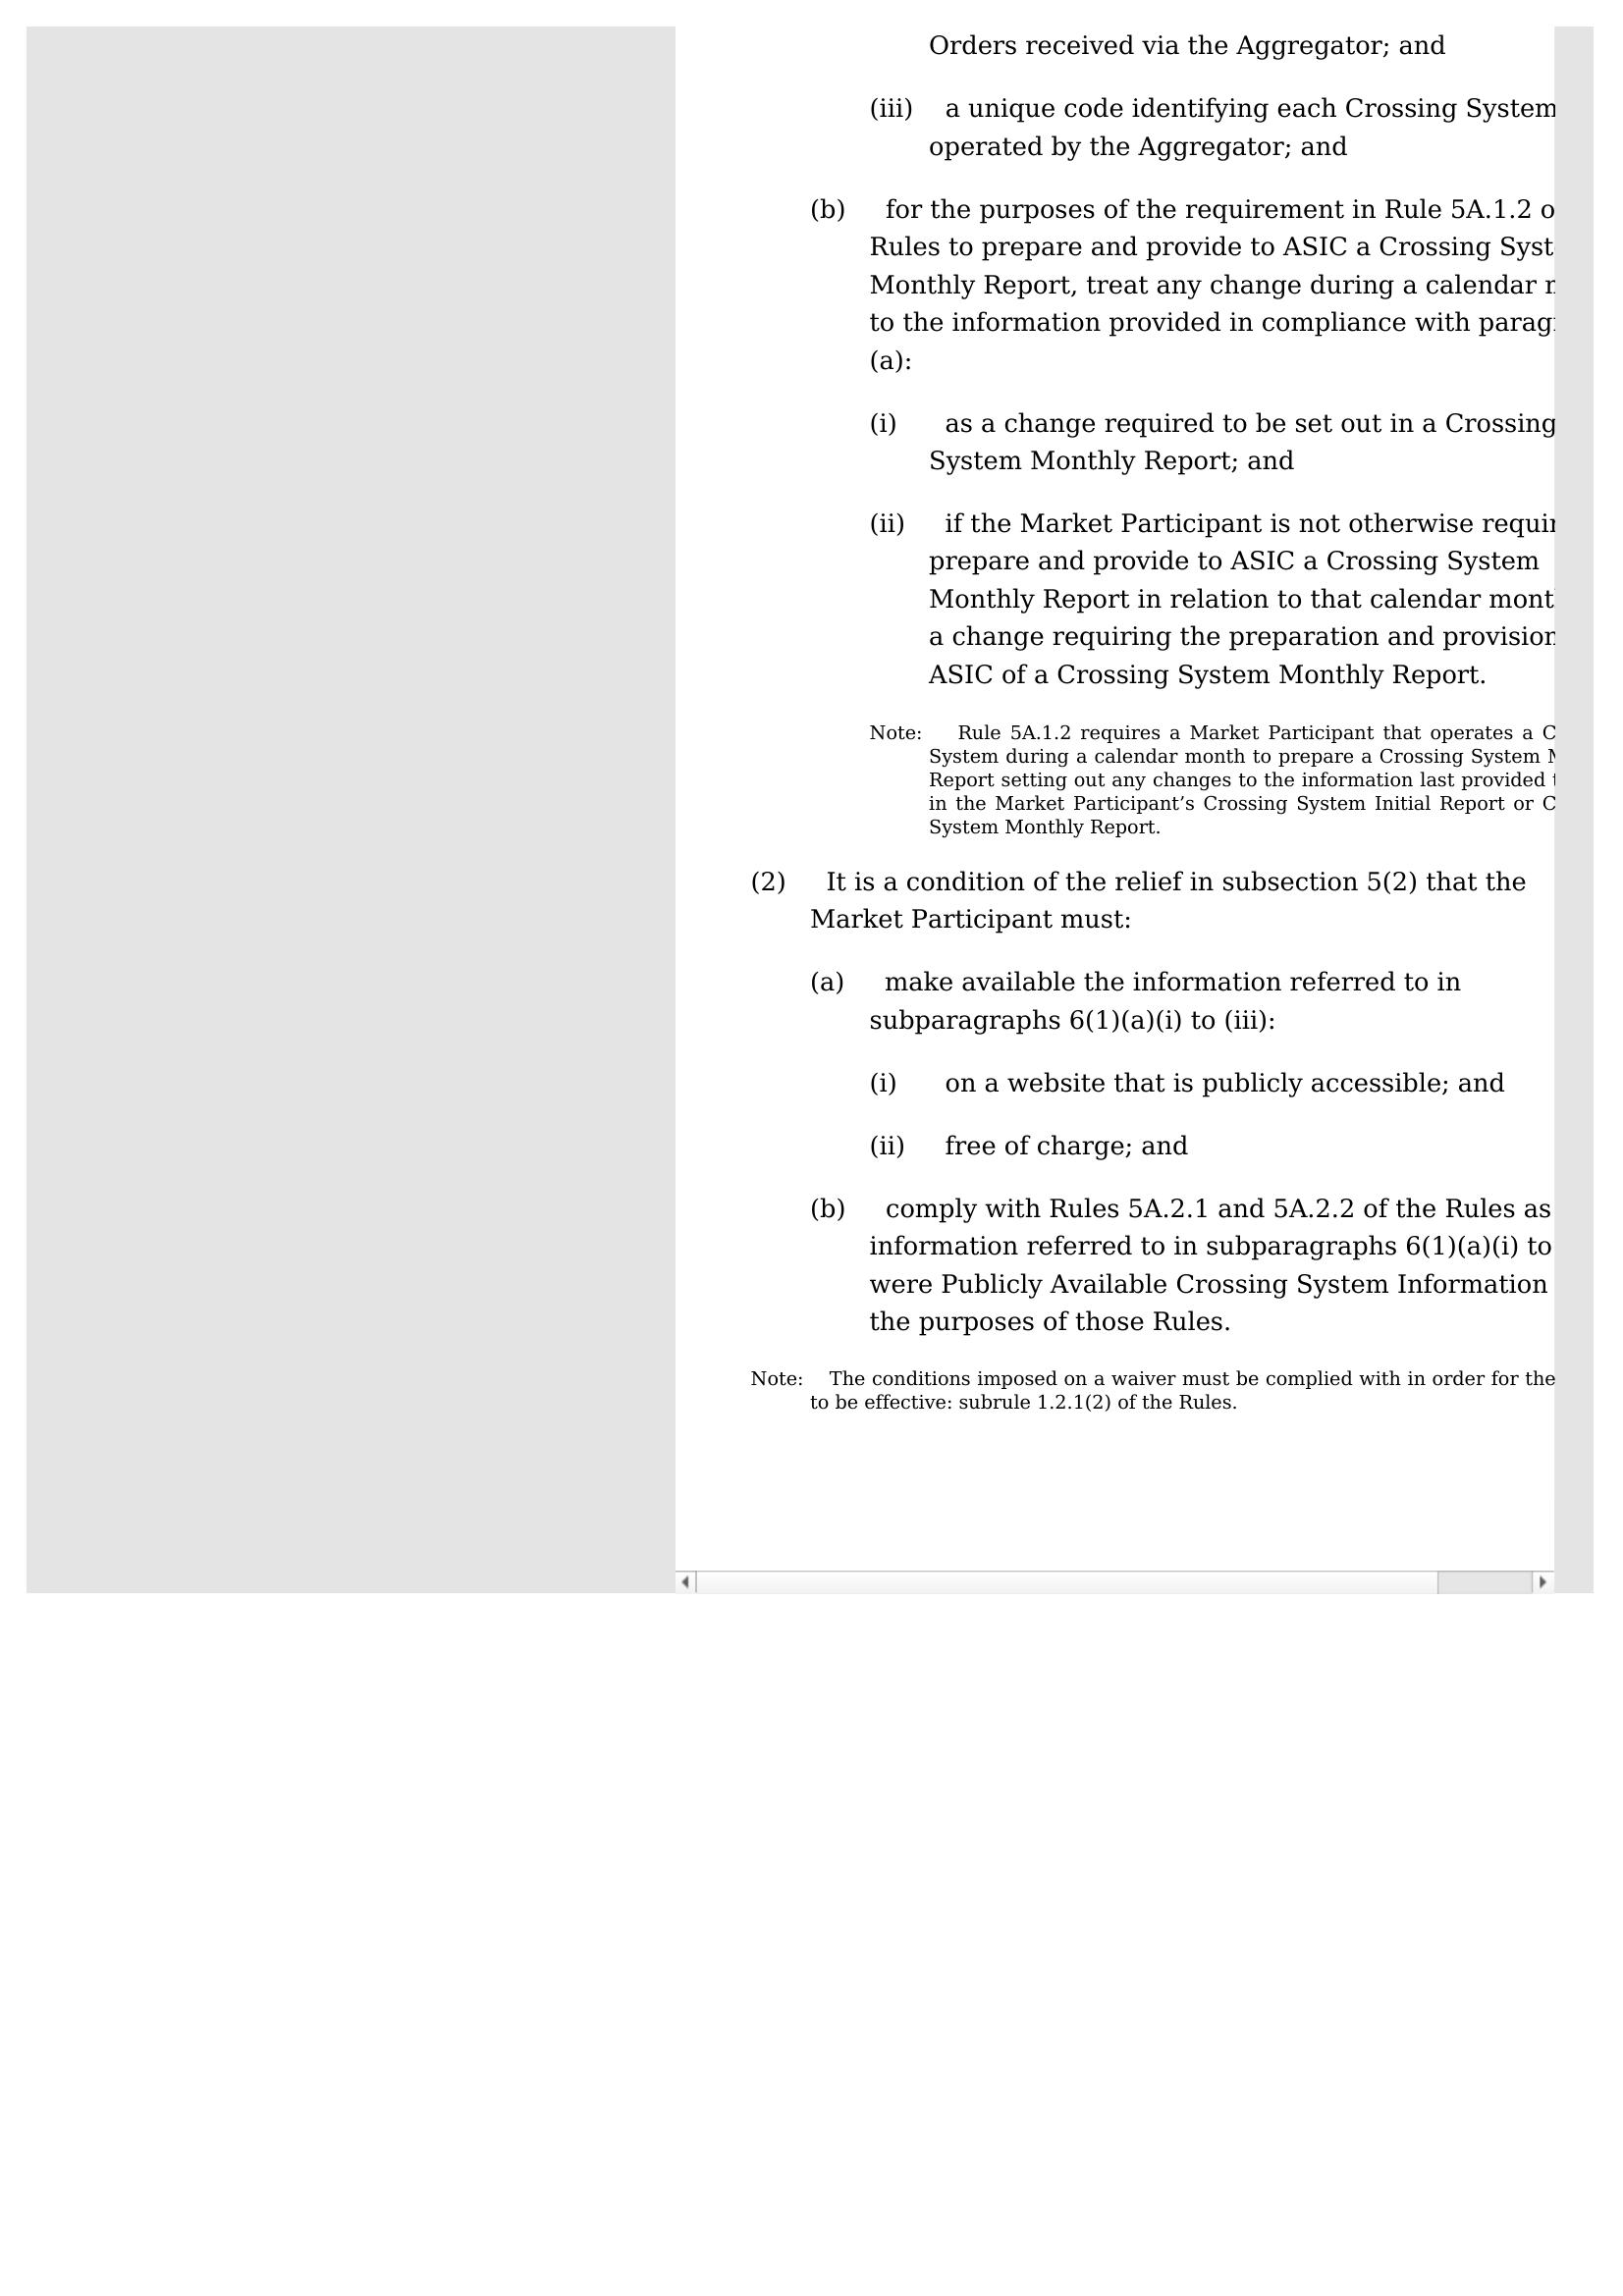 Orders received via the Aggregator; and
(iii) a unique code identifying each Crossing System
operated by the Aggregator; and
(b) for the purposes of the requirement in Rule 5A.1.2
Rules to prepare and provide to ASIC a Crossing
Monthly Report, treat any change during a calendar
to the information provided in compliance with
(a):
(i) as a change required to be set out in a Crossing
System Monthly Report; and
(ii) if the Market Participant is not otherwise
prepare and provide to ASIC a Crossing System
Monthly Report in relation to that calendar
a change requiring the preparation and provision
ASIC of a Crossing System Monthly Report.
Note: Rule 5A.1.2 requires a Market Participant that operates a
System during a calendar month to prepare a Crossing System
Report setting out any changes to the information last provided
in the Market Participant’s Crossing System Initial Report or
System Monthly Report.
(2) It is a condition of the relief in subsection 5(2) that the
Market Participant must:
(a) make available the information referred to in
subparagraphs 6(1)(a)(i) to (iii):
(i) on a website that is publicly accessible; and
(ii) free of charge; and
(b) comply with Rules 5A.2.1 and 5A.2.2 of the Rules as
information referred to in subparagraphs 6(1)(a)(i) to
were Publicly Available Crossing System Information
the purposes of those Rules.
Note: The conditions imposed on a waiver must be complied with in order for the
to be effective: subrule 1.2.1(2) of the Rules.